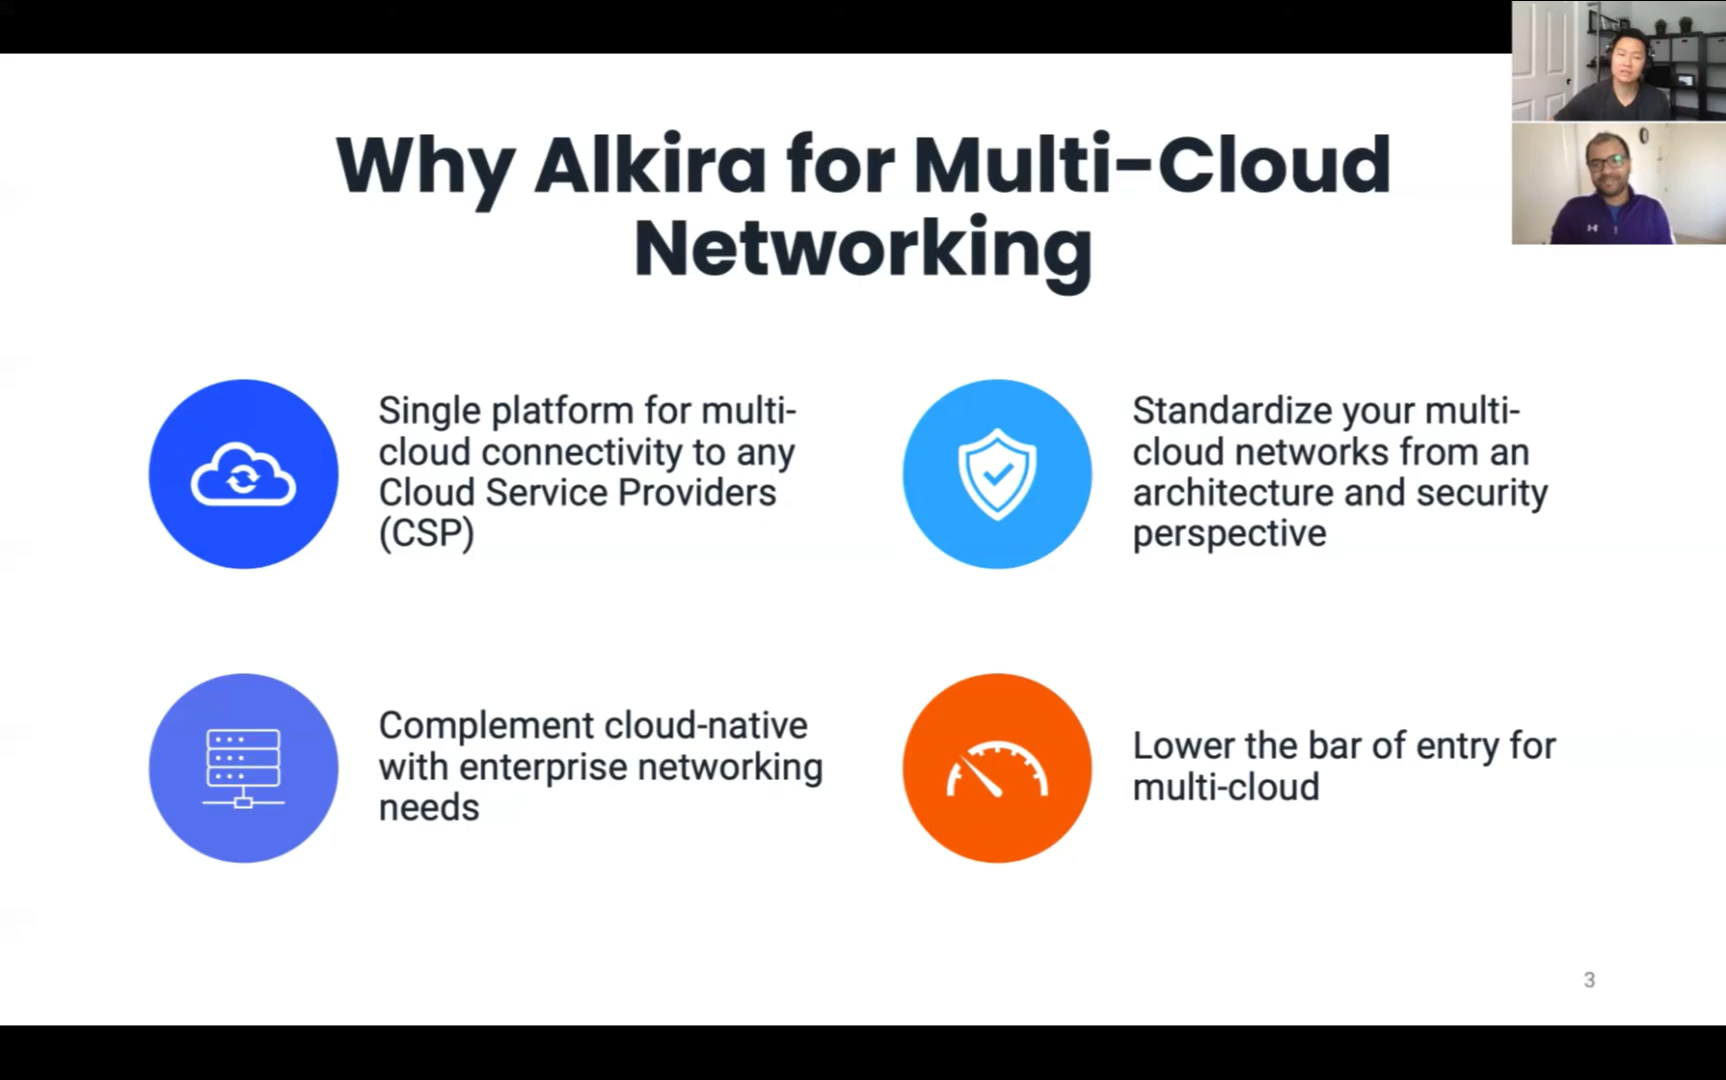 Why Alkira for Multi-Cloud
Networking
Single platform for multi-
cloud connectivity to any
Cloud Service Providers
(CSP)
Standardize your multi-
cloud networks from an
architecture and security
perspective
Complement cloud-native
with enterprise networking
needs
Lower the bar of entry for
multi-cloud
3